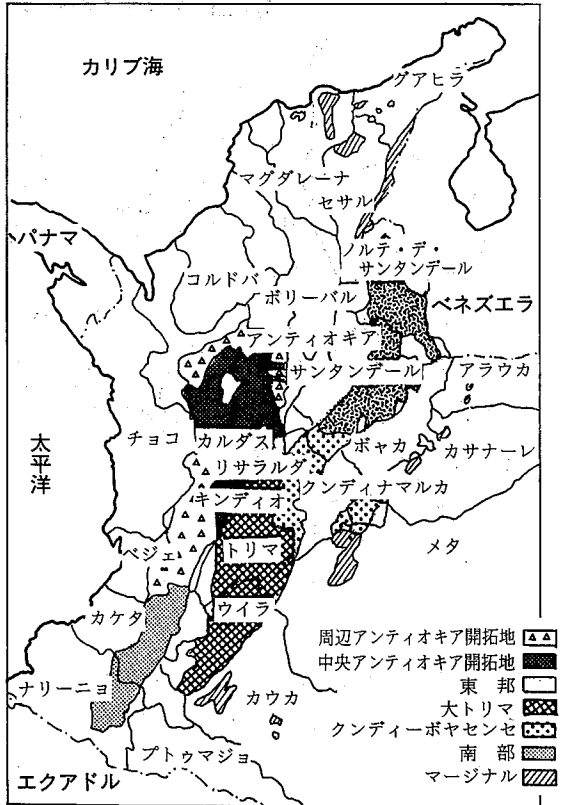 カリブ海
グアヒラ
マグダレーナ
セサル
パナマ
ノルテ・デ・
サンタンデール
コルドバ
ボリーバル
ベネズエラ
アンティオキア
サンタンデール
アラウカ
太平洋
チョコ
カルダス
ボャカ
カサナーレ
リサラルダ
キンディオ
クンディナマルカ
ベジェ
トリマ
メタ
カケタ
ウイラ
ナリーニョ
カウカ
プトゥマジョ
エクアドル
周辺アンティオキア開拓地
中央アンティオキア開拓地
東邦
大トリマ
クンディーボヤセンセ
南部
マージナル